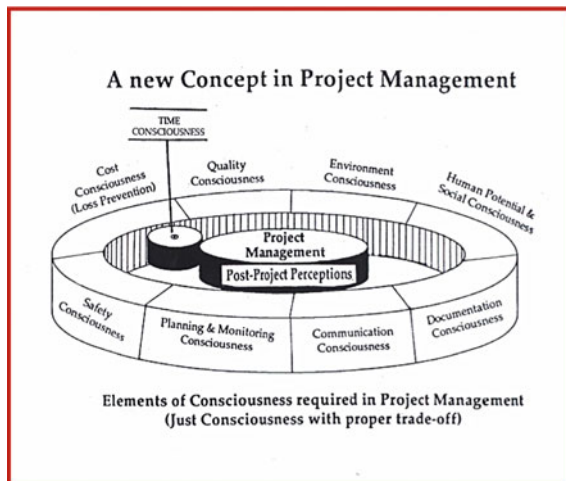 A new Concept in Project Management
TIME
CONSCIOUSNESS
Cost
Consciousness
(Loss Prevention)
Quality
Consciousness
Environment
Consciousness
Human Potential &
Social Consciousness
Project
Management
Post-Project Perceptions
Safety
Consciousness
Planning & Monitoring
Consciousness
Communication
Consciousness
Documentation
Consciousness
Elements of Consciousness required in Project Management
(Just Consciousness with proper trade-off)